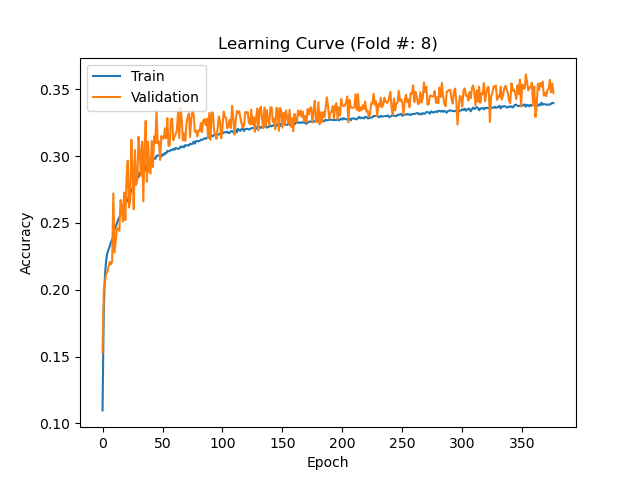 Learning Curve (Fold #: 8)
Train
Validation
Accuracy
0.35
0.30
0.25
0.20
0.15
0.10
0 50 100 150 200 250 300 350
Epoch